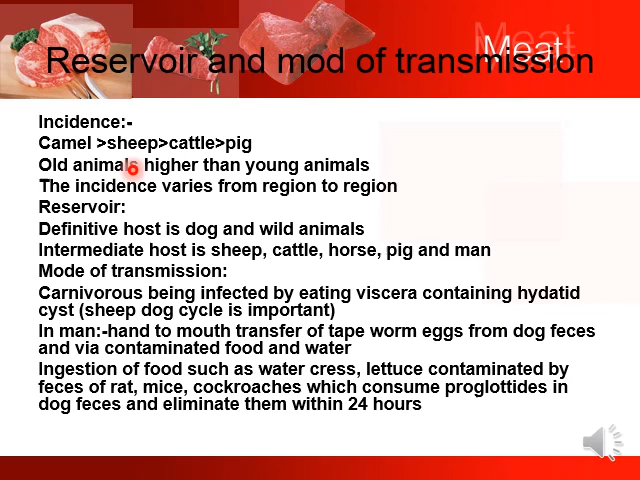 Meat
Reservoir and mod of transmission
Incidence:-
Camel >sheep>cattle>pig
Old animals higher than young animals
The incidence varies from region to region
Reservoir:
Definitive host is dog and wild animals
Intermediate host is sheep, cattle, horse, pig and man
Mode of transmission:
Carnivorous being infected by eating viscera containing hydatid
cyst (sheep dog cycle is important)
In man:-hand to mouth transfer of tape worm eggs from dog feces
and via contaminated food and water
Ingestion of food such as water cress, lettuce contaminated by
feces of rat, mice, cockroaches which consume proglottides in
dog feces and eliminate them within 24 hours